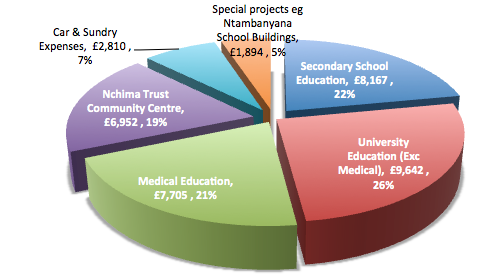 Special projects eg
Ntambanyana
School Buildings,
£1,894 , 5%
Car & Sundry
Expenses, £2,810 ,
7%
Secondary School
Education, £8,167 ,
22%
Nchima Trust
Community Centre,
£6,952 , 19%
University
Education (Exc
Medical), £9,642 ,
26%
Medical Education,
£7,705 , 21%